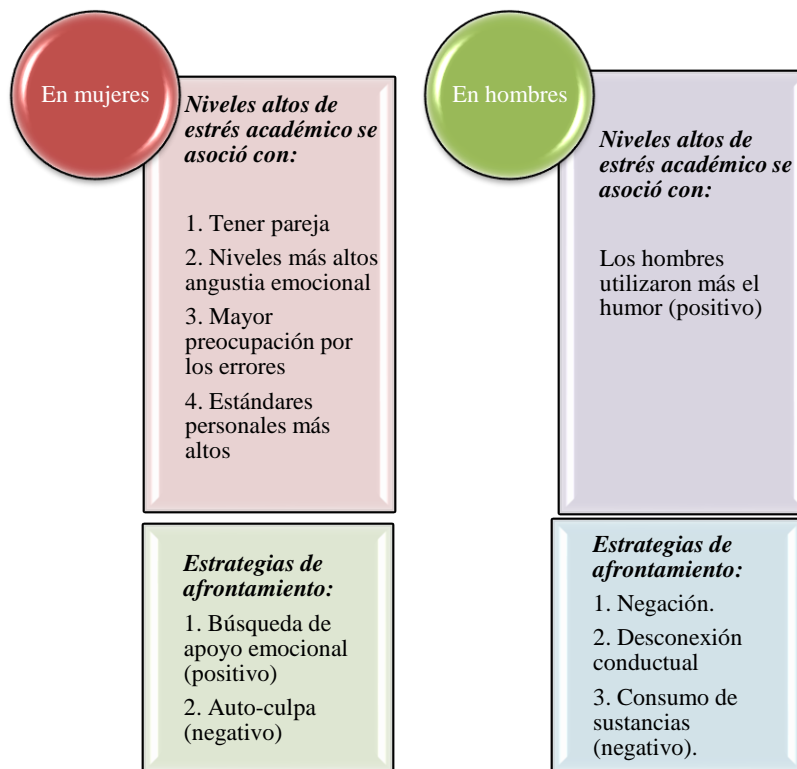 En mujeres
Niveles altos de
estrés académico se
asoció con:
1. Tener pareja
2. Niveles más altos
angustia emocional
3. Mayor
preocupación por
los errores
4. Estándares
personales más
altos
Estrategias de
afrontamiento:
1. Búsqueda de
apoyo emocional
(positivo)
2. Auto-culpa
(negativo)
En hombres
Niveles altos de
estrés académico se
asoció con:
Los hombres
utilizaron más el
humor (positivo)
Estrategias de
afrontamiento:
1. Negación.
2. Desconexión
conductual
3. Consumo de
sustancias
(negativo).